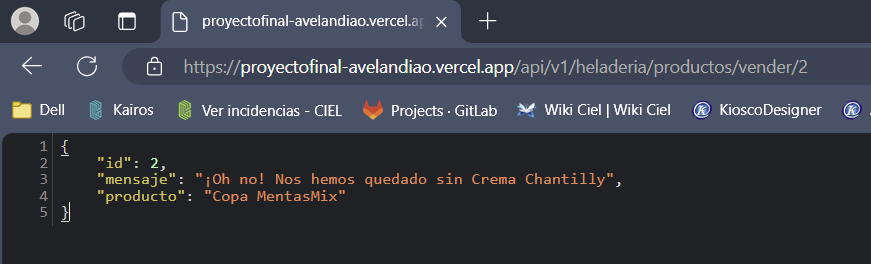 proyectofinal-avelandiao.vercel.ap
https://proyectofinal-avelandiao.vercel.app/api/v1/heladeria/productos/vender/2
Dell Kairos Ver incidencias - CIEL Projects · GitLab Wiki Ciel | Wiki Ciel KioscoDesigner
1 {
2 "id": 2,
3 "mensaje": "¡Oh no! Nos hemos quedado sin Crema Chantilly",
4 "producto": "Copa MentasMix"
5 }